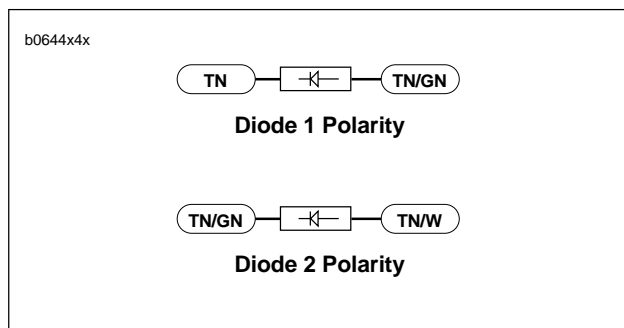 b0644x4x
TN TN/GN
Diode 1 Polarity
TN/GN TN/W
Diode 2 Polarity